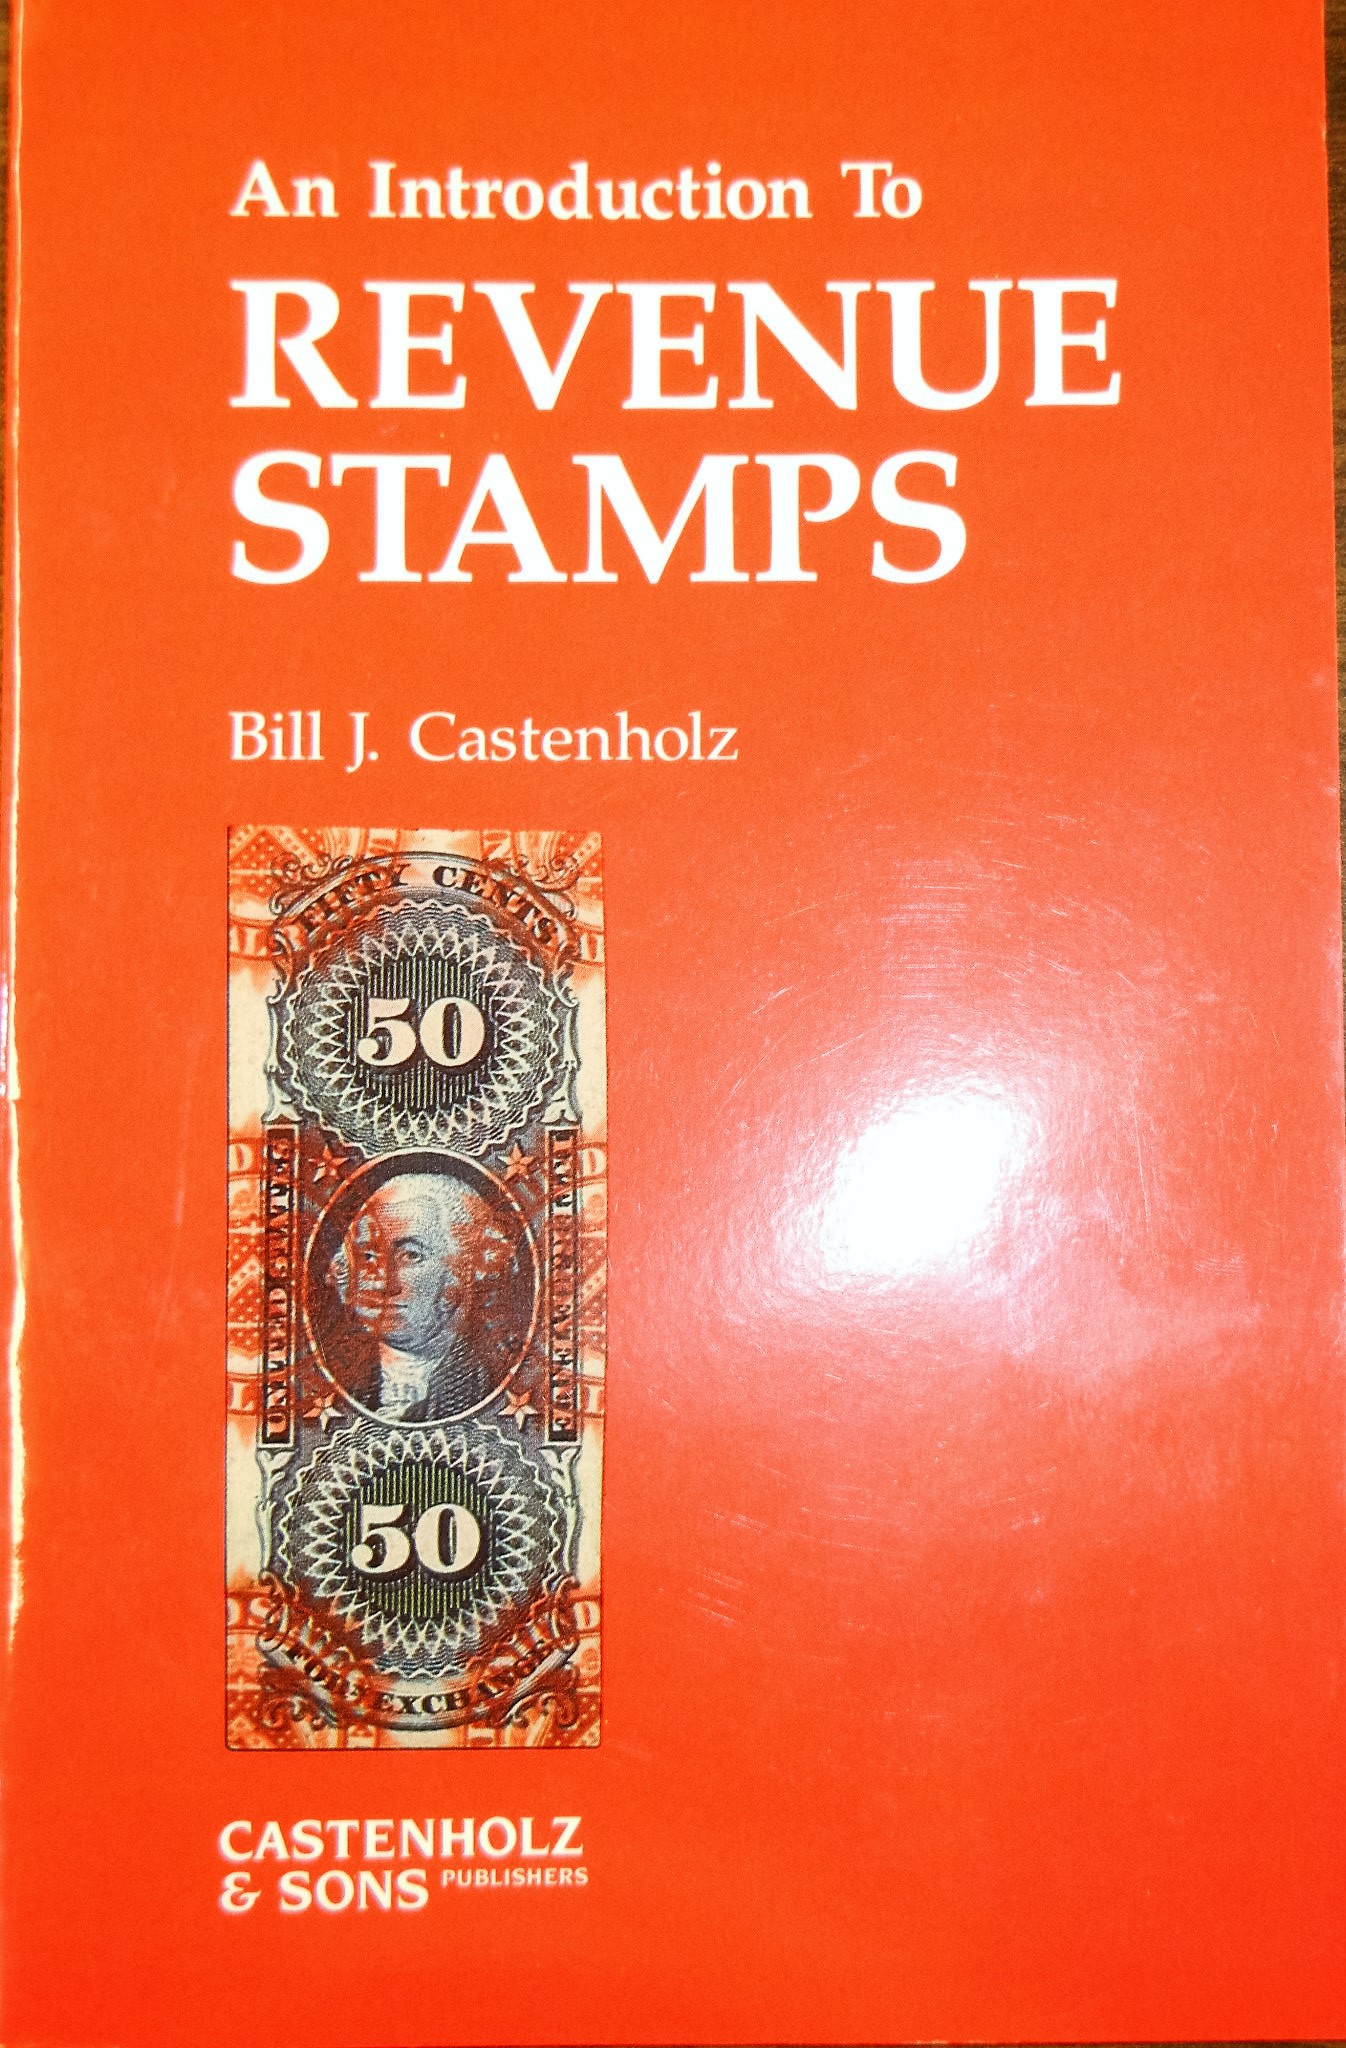 An Introduction To
REVENUE
STAMPS
Bill J. Castenholz
FIFTY CENTS
50
UNITED STATES
INTER. REVENUE
50
FOR. EXCHANGE
CASTENHOLZ
& SONS PUBLISHERS